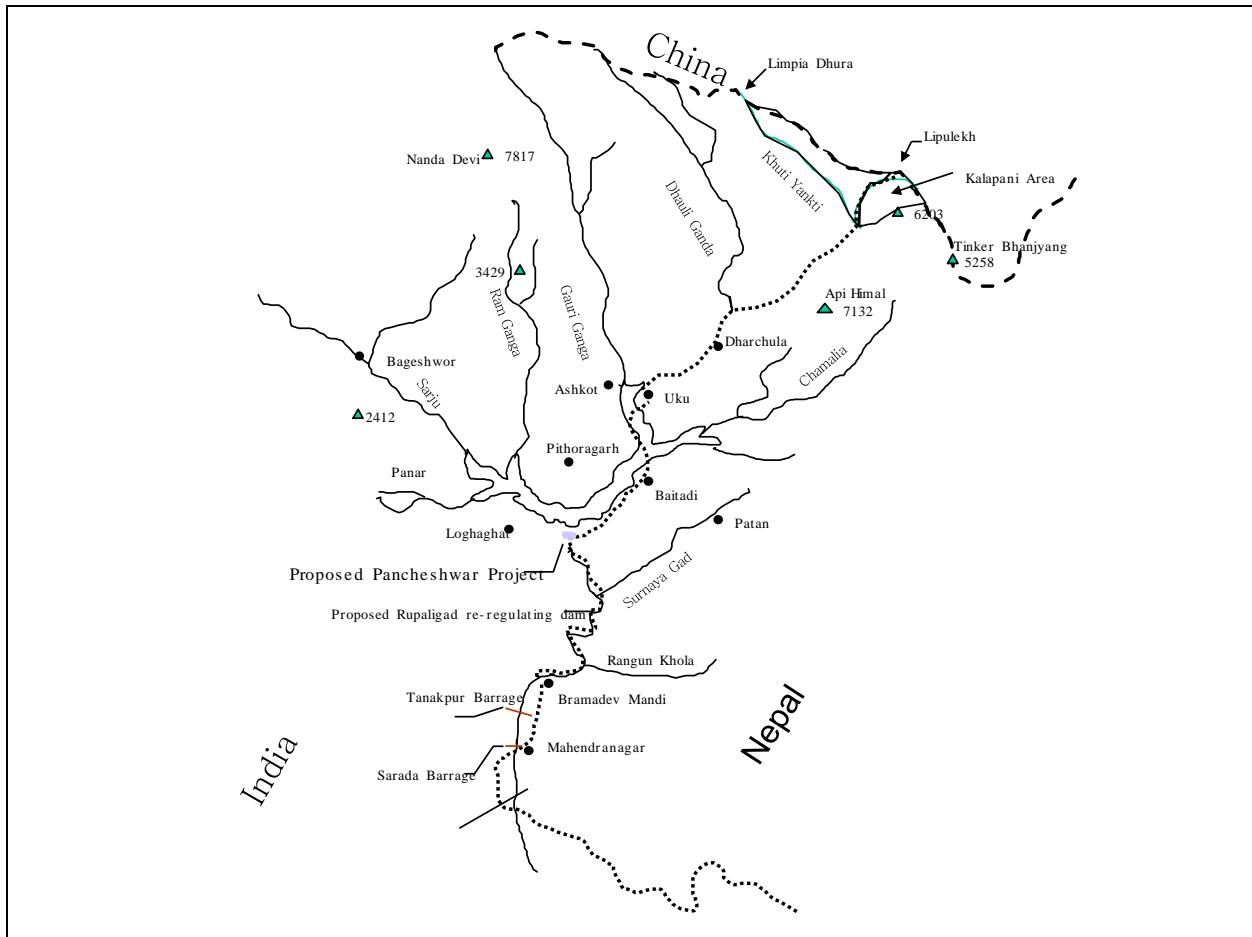 China
Limpia Dhura
Lipulekh
Nanda Devi 7817
Khuti Yankti
Kalapani Area
Dhauli Ganda
6203
Tinker Bhanjyang
5258
3429
Ram Ganga
Gauri Ganga
Api Himal
7132
Bageshwor
Dharchula
Chamalia
Sarju
Ashkot
Uku
2412
Pithoragarh
Panar
Baitadi
Loghaghat
Patan
Proposed Pancheshwar Project
Surnaya Gad
Proposed Rupaligad re-regulating dam
Rangun Khola
Tanakpur Barrage
Bramadev Mandi
Nepal
India
Mahendranagar
Sarada Barrage